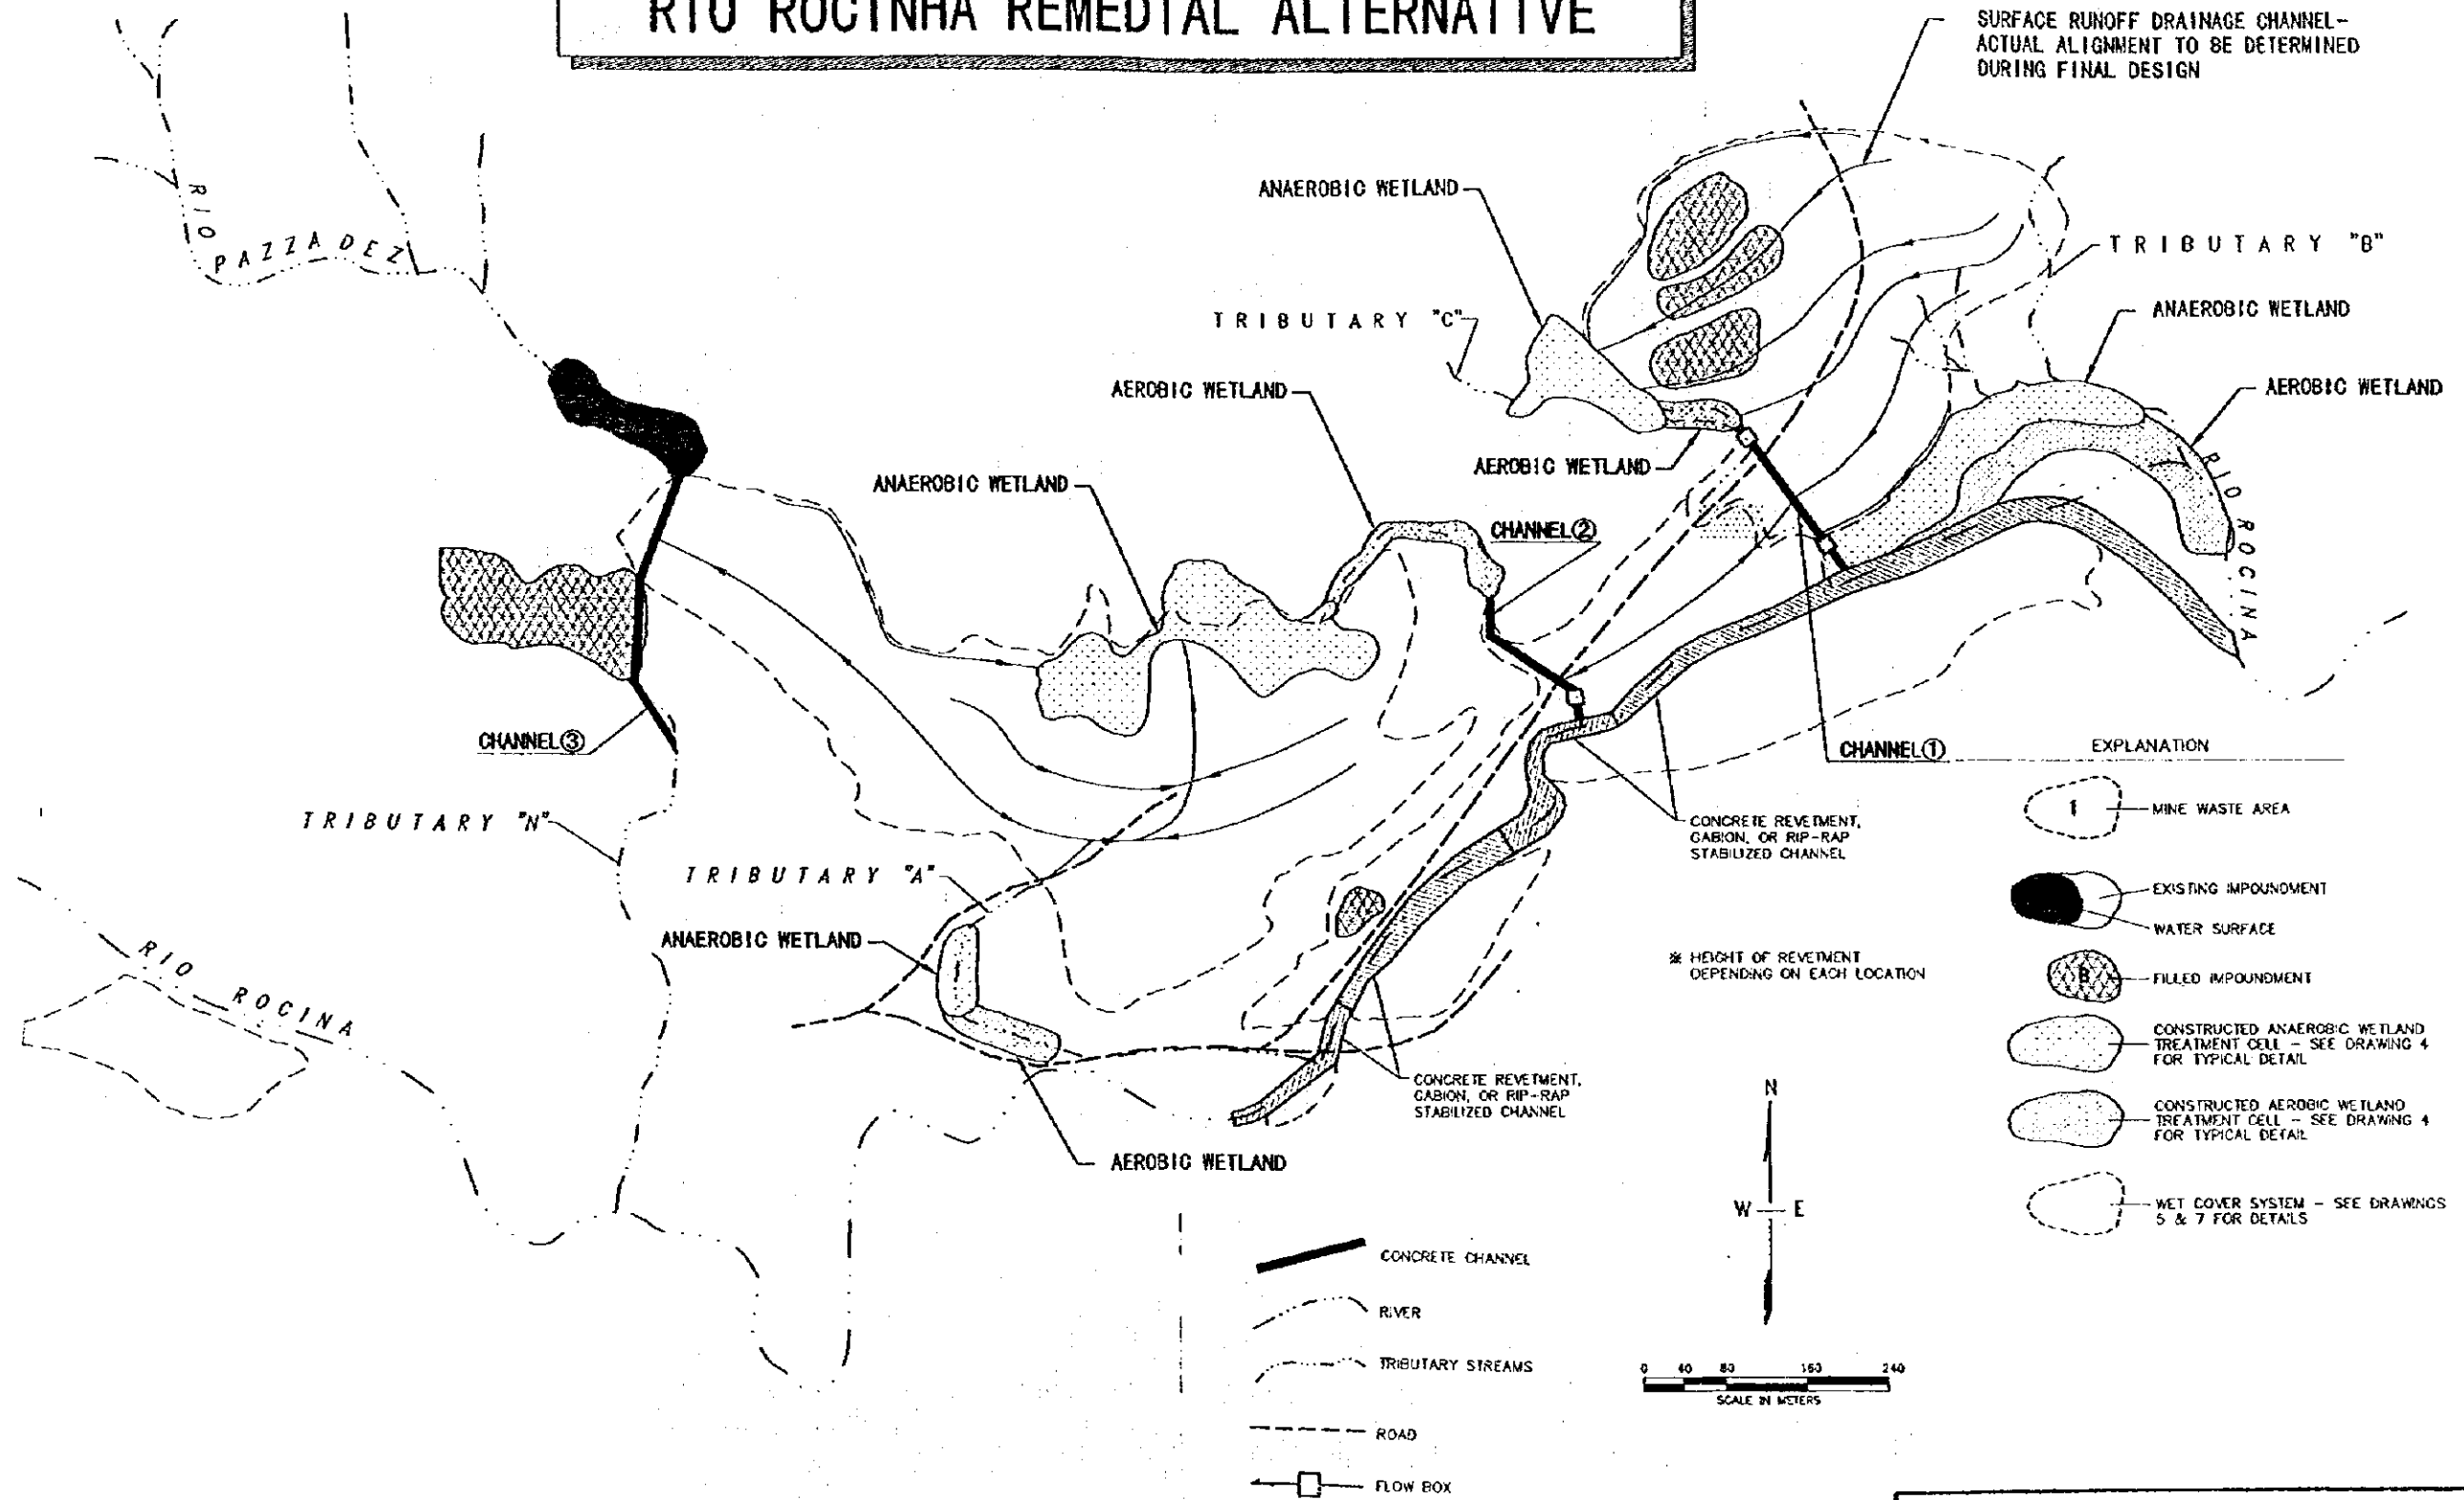 RIO ROCINHA REMEDIAL ALTERNATIVE
SURFACE RUNOFF DRAINAGE CHANNEL-
ACTUAL ALIGNMENT TO BE DETERMINED
DURING FINAL DESIGN
RIO
PAZZADEZ
ANAEROBIC WETLAND
TRIBUTARY "B"
TRIBUTARY "C"
ANAEROBIC WETLAND
AEROBIC WETLAND
AEROBIC WETLAND
AEROBIC WETLAND
ANAEROBIC WETLAND
CHANNEL②
RIO ROCINA
CHANNEL③
CHANNEL①
TRIBUTARY "N"
TRIBUTARY "A"
CONCRETE REVETMENT,
GABION, OR RIP-RAP
STABILIZED CHANNEL
ANAEROBIC WETLAND
※ HEIGHT OF REVETMENT
DEPENDING ON EACH LOCATION
RIO ROCINA
CONCRETE REVETMENT,
GABION, OR RIP-RAP
STABILIZED CHANNEL
AEROBIC WETLAND
EXPLANATION
1
MINE WASTE AREA
EXISTING IMPOUNDMENT
WATER SURFACE
B
FILLED IMPOUNDMENT
CONSTRUCTED ANAEROBIC WETLAND
TREATMENT CELL - SEE DRAWING 4
FOR TYPICAL DETAIL
CONSTRUCTED AEROBIC WETLAND
TREATMENT CELL - SEE DRAWING 4
FOR TYPICAL DETAIL
WET COVER SYSTEM - SEE DRAWINGS
5 & 7 FOR DETAILS
N
W E
CONCRETE CHANNEL
RIVER
TRIBUTARY STREAMS
ROAD
FLOW BOX
0 40 80 160 240
SCALE IN METERS